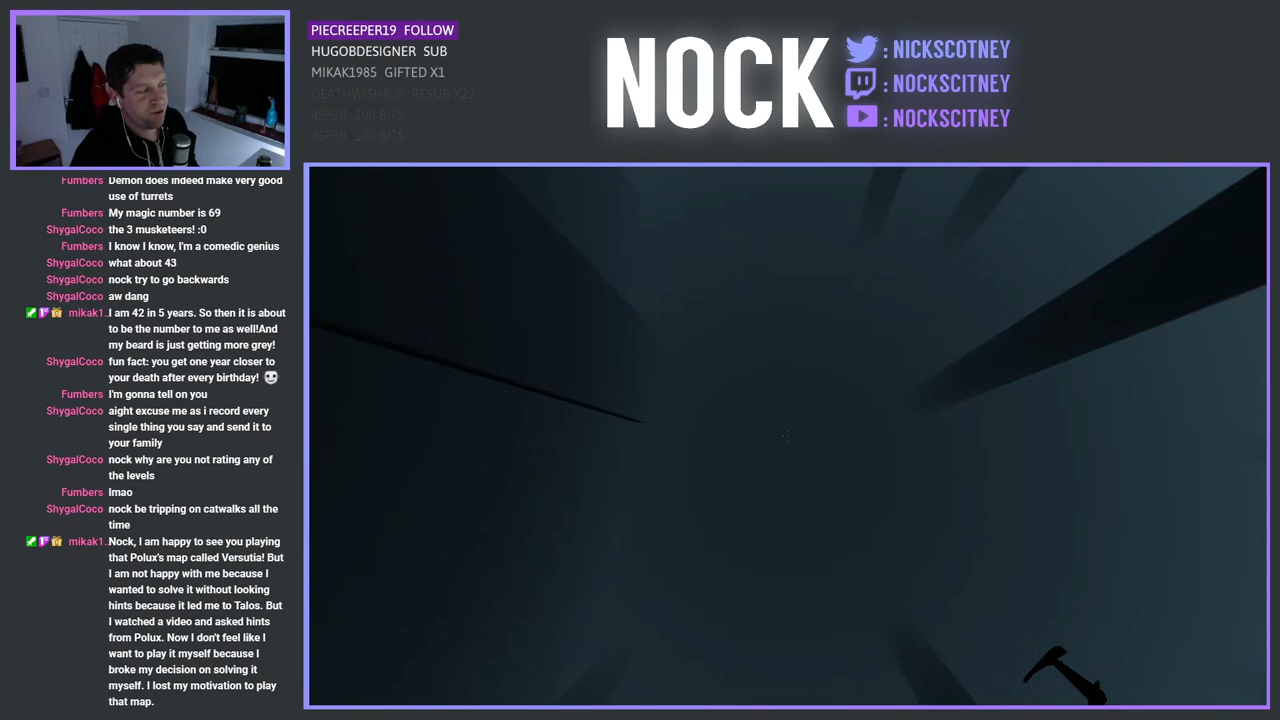 PIECREEPER19 FOLLOW
HUGOBDESIGNER SUB
MIKAK1985 GIFTED X1
DEATHWISH808 RESUB X22
4SP3R 100 BITS
4SP3R 100 BITS
NOCK
: NICKSCOTNEY
: NOCKSCITNEY
: NOCKSCITNEY
Fumbers Demon does indeed make very good
use of turrets
Fumbers My magic number is 69
ShygalCoco the 3 musketeers! :0
Fumbers I know I know, I'm a comedic genius
ShygalCoco what about 43
ShygalCoco nock try to go backwards
ShygalCoco aw dang
mikak1.. I am 42 in 5 years. So then it is about
to be the number to me as well!And
my beard is just getting more grey!
ShygalCoco fun fact: you get one year closer to
your death after every birthday!
Fumbers I'm gonna tell on you
ShygalCoco aight excuse me as i record every
single thing you say and send it to
your family
ShygalCoco nock why are you not rating any of
the levels
Fumbers lmao
ShygalCoco nock be tripping on catwalks all the
time
mikak1.. Nock, I am happy to see you playing
that Polux's map called Versutia! But
I am not happy with me because I
wanted to solve it without looking
hints because it led me to Talos. But
I watched a video and asked hints
from Polux. Now I don't feel like I
want to play it myself because I
broke my decision on solving it
myself. I lost my motivation to play
that map.